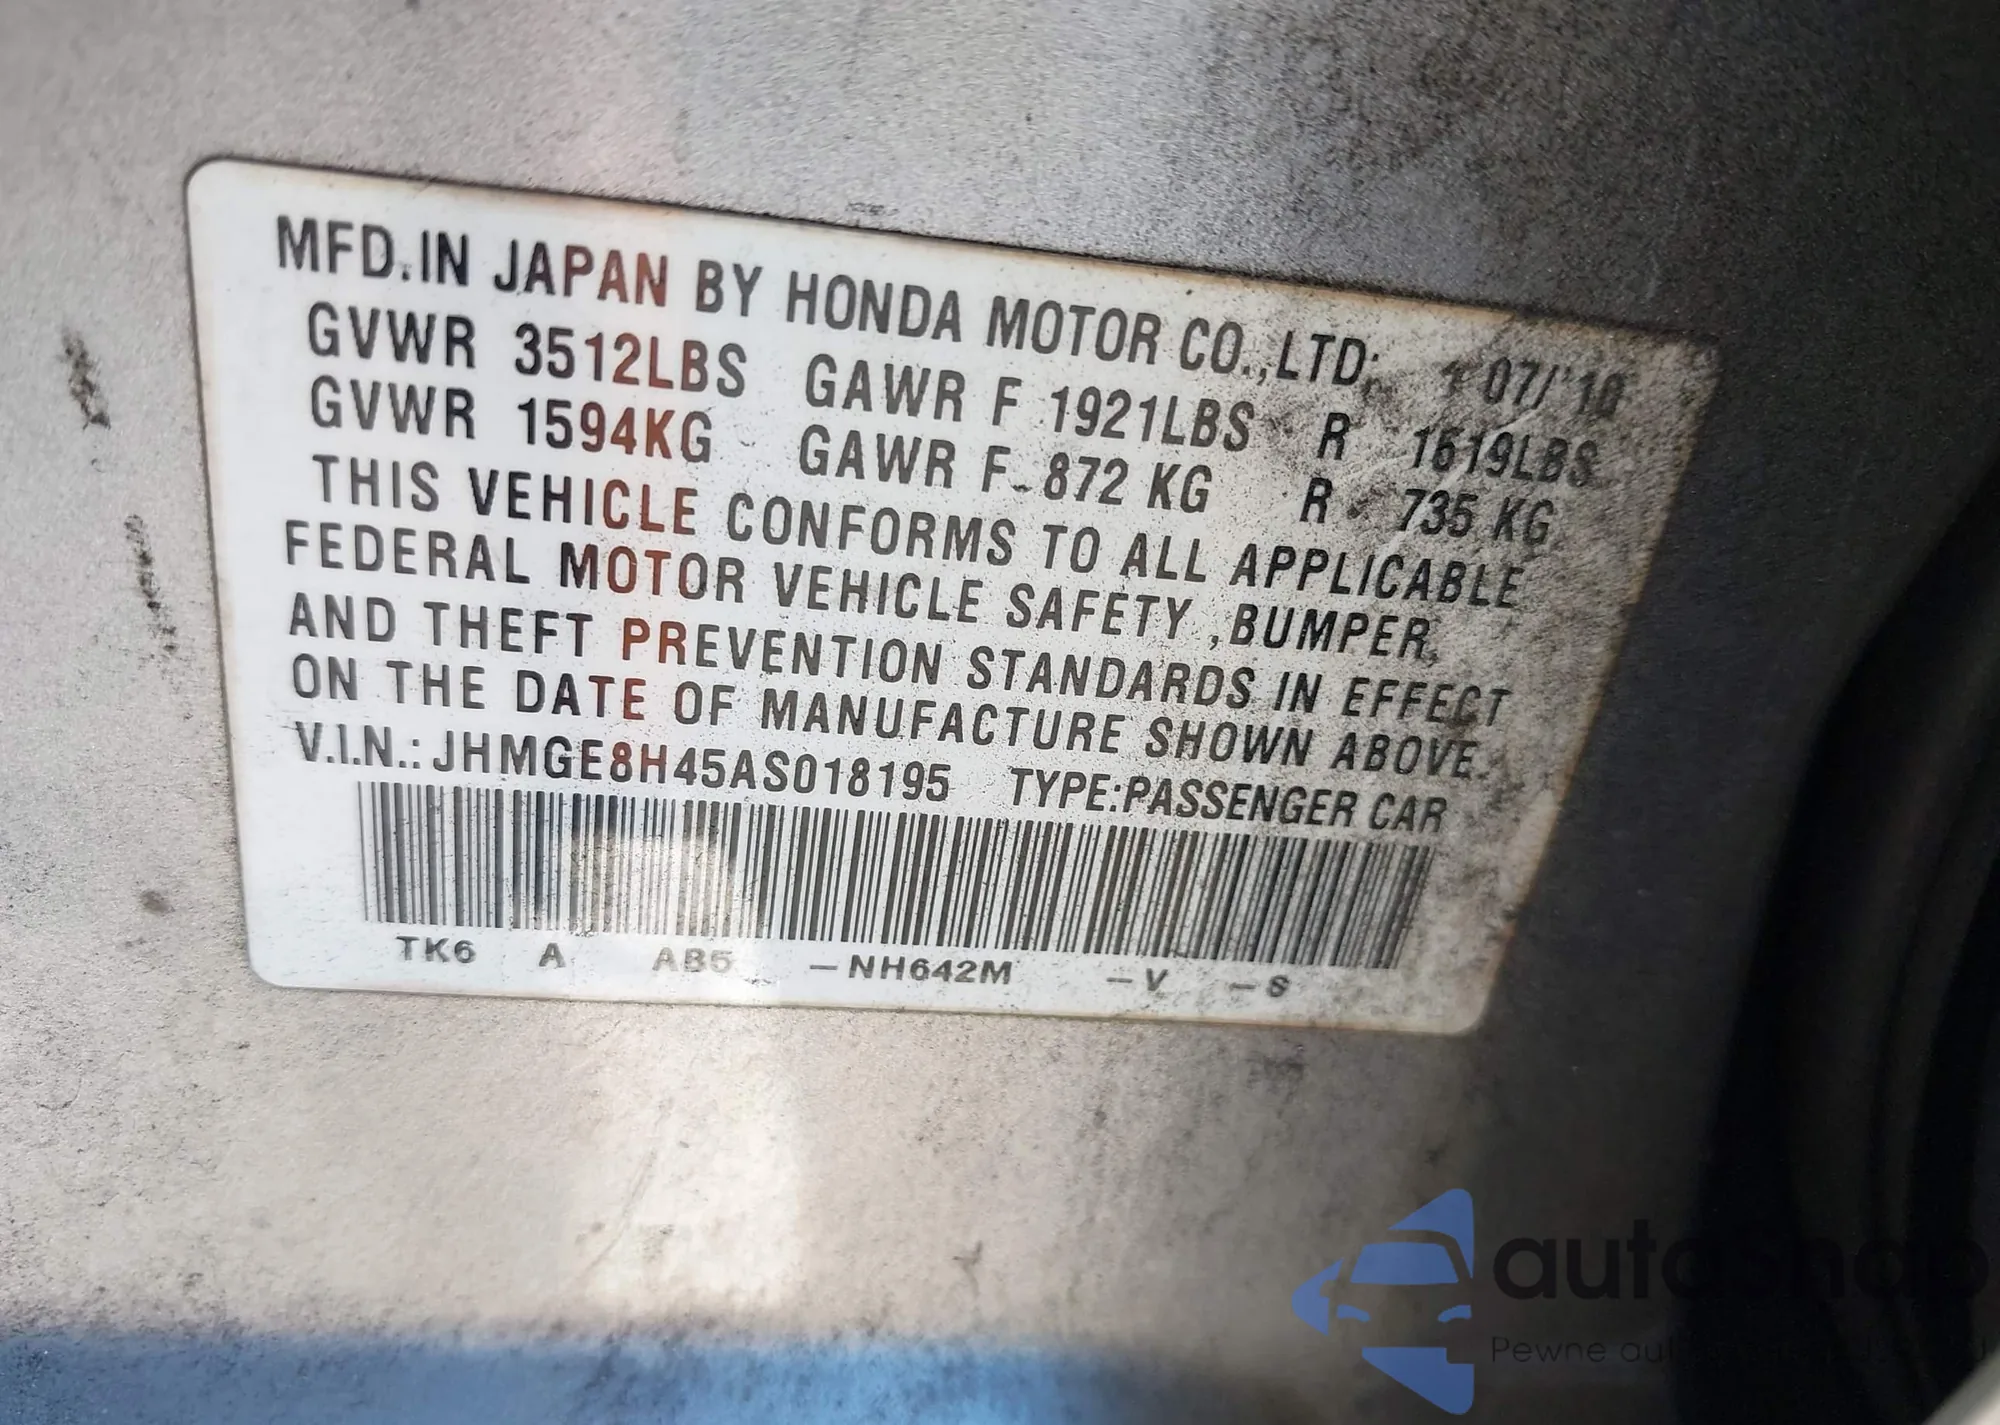 MFD.IN JAPAN BY HONDA MOTOR CO.,LTD; 07/'10
GVWR 3512LBS GAWR F 1921LBS R 1619LBS
GVWR 1594KG GAWR F 872 KG R 735 KG
THIS VEHICLE CONFORMS TO ALL APPLICABLE
FEDERAL MOTOR VEHICLE SAFETY ,BUMPER,
AND THEFT PREVENTION STANDARDS IN EFFECT
ON THE DATE OF MANUFACTURE SHOWN ABOVE.
V.I.N.: JHMGE8H45AS018195 TYPE:PASSENGER CAR
TK6 A AB5 –NH642M –V –S
autosnap
Pewne